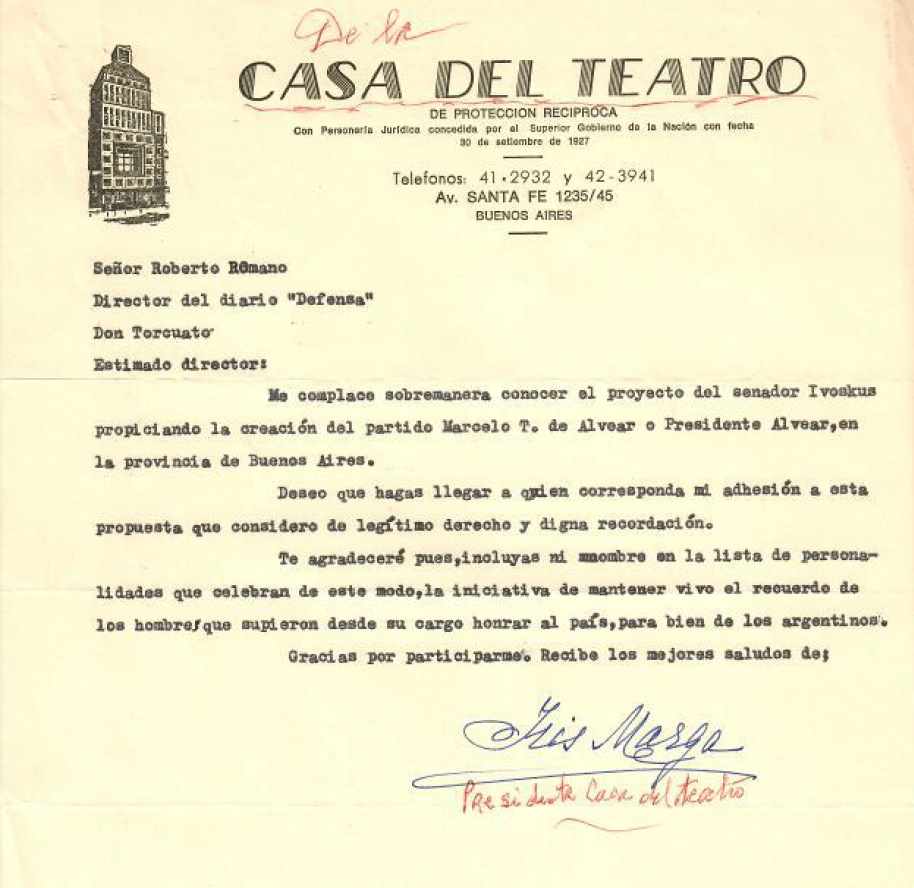 De la
CASA DEL TEATRO
DE PROTECCION RECIPROCA
Con Personería Jurídica concedida por el Superior Gobierno de la Nación con fecha
30 de setiembre de 1927
Telefonos: 41-2932 y 42-3941
Av. SANTA FE 1235/45
BUENOS AIRES
Señor Roberto Romano
Director del diario "Defensa"
Don Torcuato
Estimado director:
Me complace sobremanera conocer el proyecto del senador Ivoskus
propiciando la creación del partido Marcelo T. de Alvear o Presidente Alvear,en
la provincia de Buenos Aires.
Deseo que hagas llegar a quien corresponda mi adhesión a esta
propuesta que considero de legítimo derecho y digna recordación.
Te agradeceré pues,incluyas ni mnombre en la lista de persona-
lidades que celebran de este modo,la iniciativa de mantener vivo el recuerdo de
los hombres que supieron desde su cargo honrar al país,para bien de los argentinos.
Gracias por participarme. Recibe los mejores saludos de;
Iris Marga
Presidenta Casa del teatro